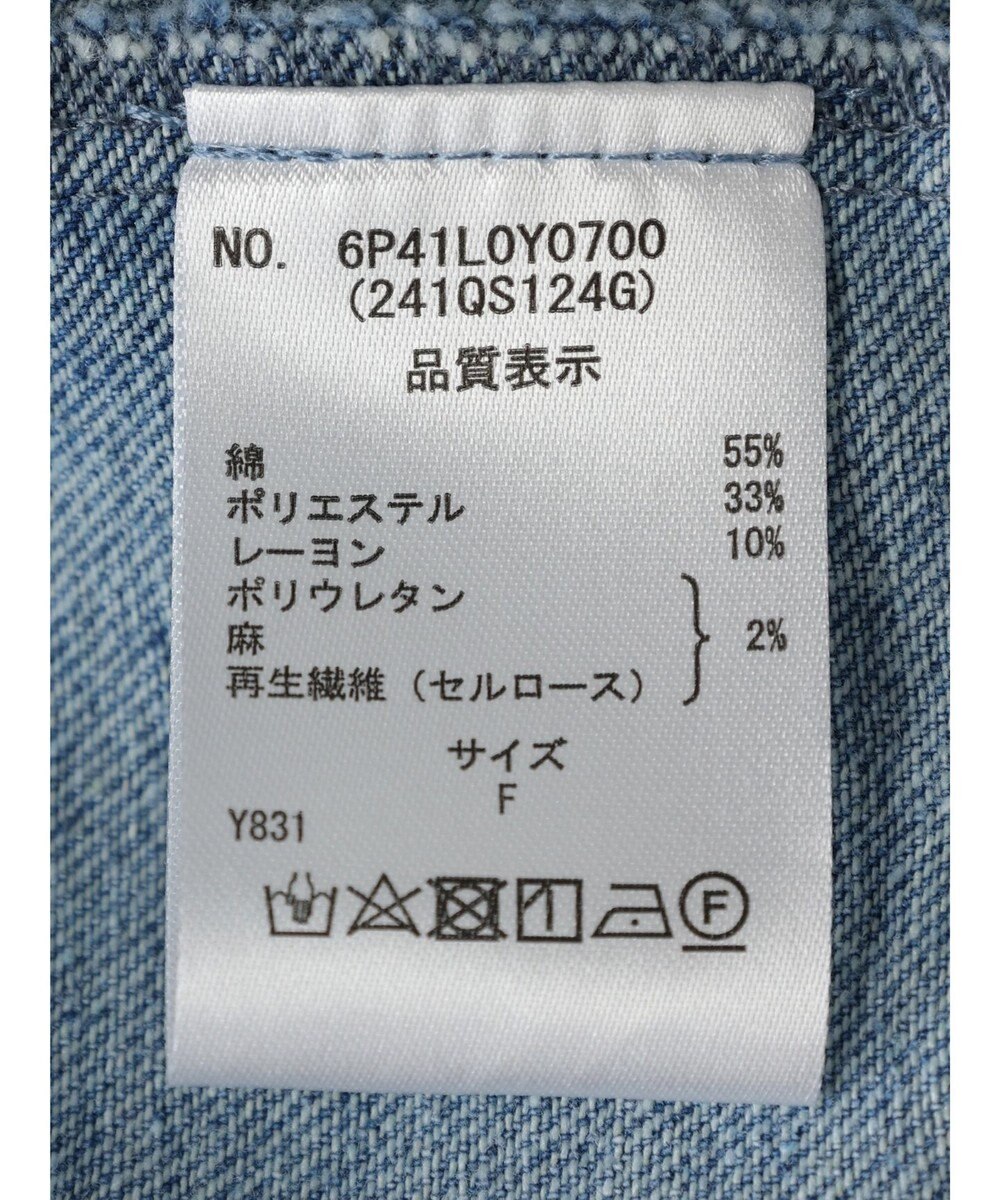 NO. 6P41L0Y0700
(241QS124G)
品質表示
綿 55%
ポリエステル 33%
レーヨン 10%
ポリウレタン
麻 2%
再生繊維（セルロース）
サイズ
F
Y831
F